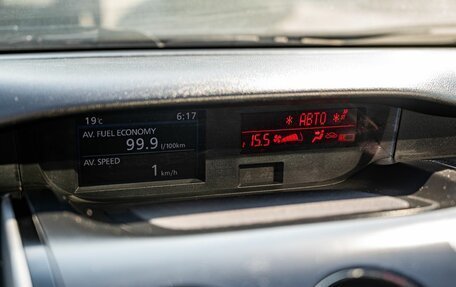 19°C 6:17
AV. FUEL ECONOMY
99.9 l/100km
AV. SPEED
1 km/h
АВТО
15.5